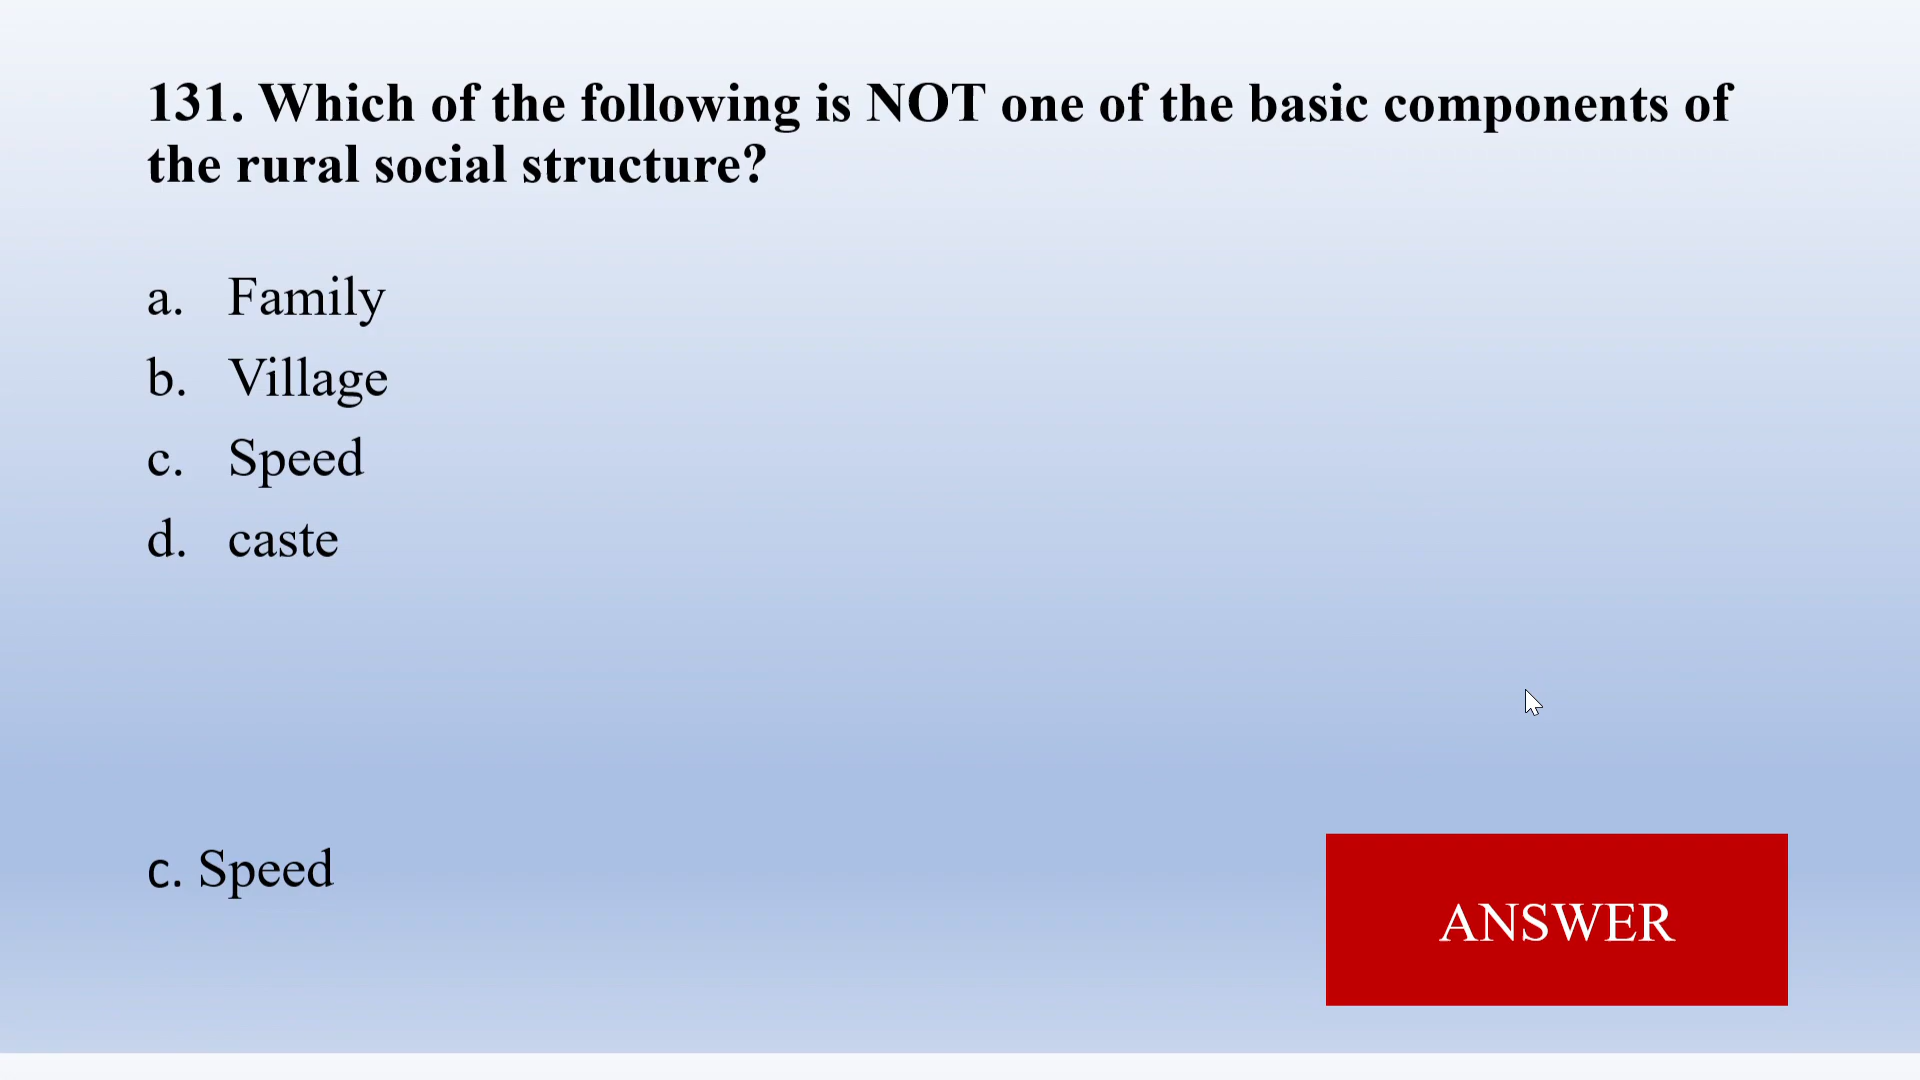 131. Which of the following is NOT one of the basic components of
the rural social structure?
a. Family
b. Village
c. Speed
d. caste
c. Speed
ANSWER